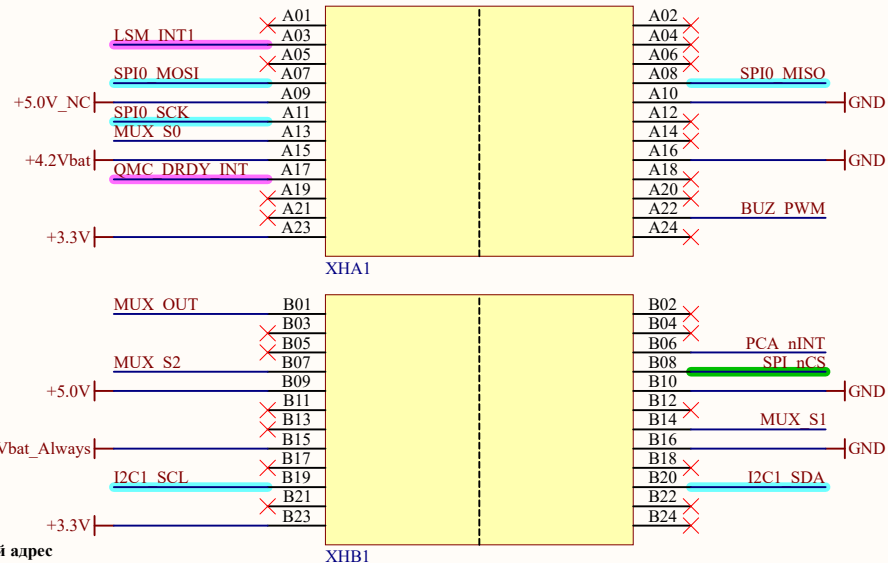 A01 A02
LSM_INT1 A03 A04
A05 A06
SPI0_MOSI A07 A08 SPI0_MISO
+5.0V_NC A09 A10 GND
SPI0_SCK A11 A12
MUX_S0 A13 A14
+4.2Vbat A15 A16 GND
QMC_DRDY_INT A17 A18
A19 A20
A21 A22 BUZ_PWM
+3.3V A23 A24
XHA1
MUX_OUT B01 B02
B03 B04
B05 B06 PCA_nINT
MUX_S2 B07 B08 SPI_nCS
+5.0V B09 B10 GND
B11 B12
B13 B14 MUX_S1
Vbat_Always B15 B16 GND
B17 B18
I2C1_SCL B19 B20 I2C1_SDA
B21 B22
+3.3V B23 B24
й адрес
XHB1